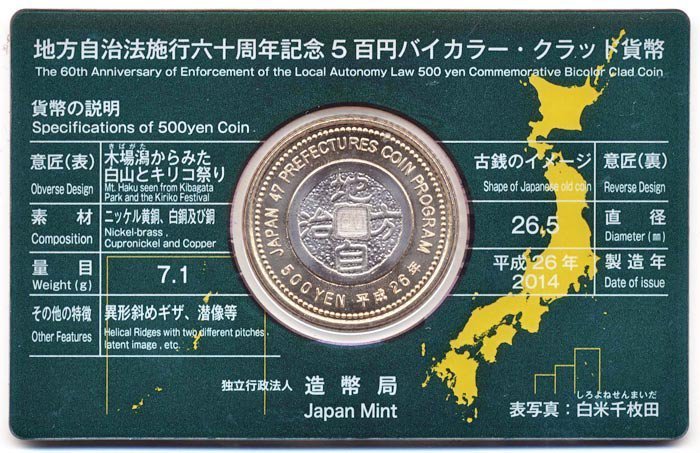 地方自治法施行六十周年記念5百円バイカラー・クラッド貨幣
The 60th Anniversary of Enforcement of the Local Autonomy Law 500 yen Commemorative Bicolor Clad Coin
貨幣の説明
Specifications of 500yen Coin
意匠(表)
Obverse Design
きばがた
木場潟からみた
白山とキリコ祭り
Mt. Haku seen from Kibagata
Park and the Kiriko Festival
古銭のイメージ
Shape of Japanese old coin
意匠(裏)
Reverse Design
素材
Composition
ニッケル黄銅、白銅及び銅
Nickel-brass,
Cupronickel and Copper
26.5
直径
Diameter (㎜)
量目
Weight (g)
7.1
平成26年
2014
製造年
Date of issue
その他の特徴
Other Features
異形斜めギザ、潜像等
Helical Ridges with two different pitches,
latent image, etc.
JAPAN 47 PREFECTURES COIN PROGRAM
地方自治
500YEN 平成26年
独立行政法人 造幣局
Japan Mint
しろよねせんまいだ
表写真:白米千枚田